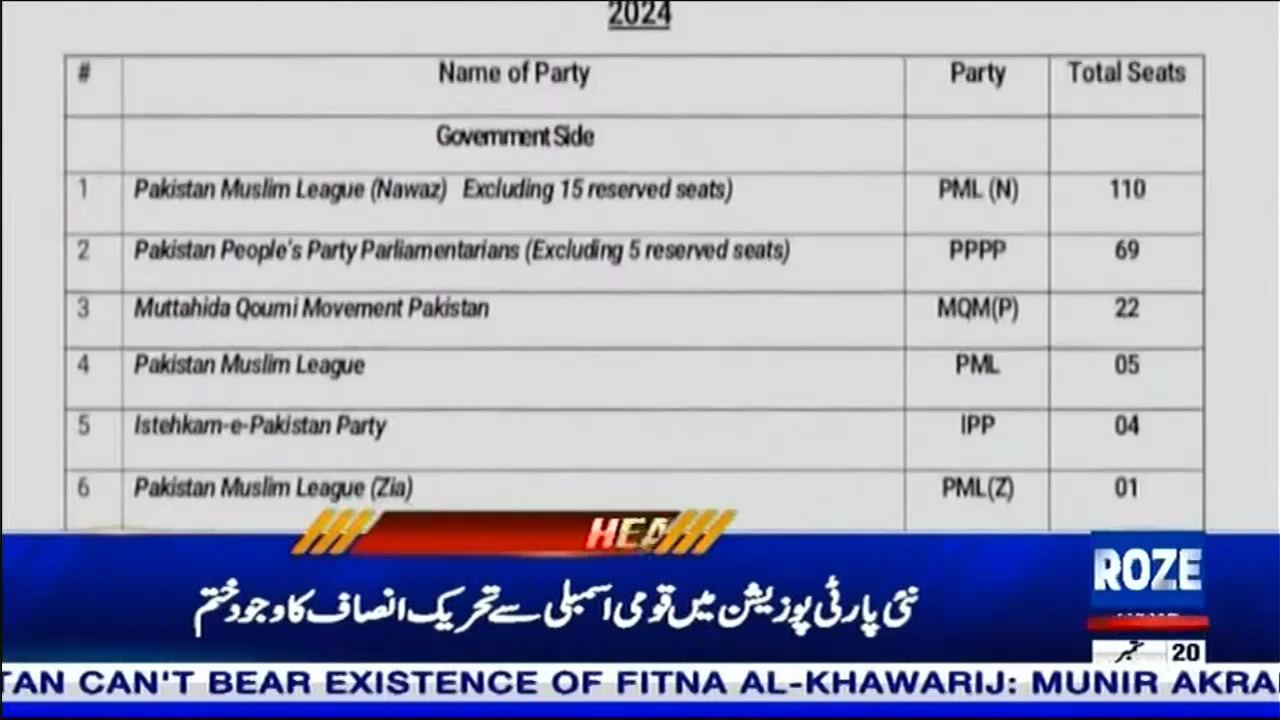 2024
# Name of Party Party Total Seats
Government Side
1 Pakistan Muslim League (Nawaz) Excluding 15 reserved seats) PML (N) 110
2 Pakistan People's Party Parliamentarians (Excluding 5 reserved seats) PPPP 69
3 Muttahida Qoumi Movement Pakistan MQM(P) 22
4 Pakistan Muslim League PML 05
5 Istehkam-e-Pakistan Party IPP 04
6 Pakistan Muslim League (Zia) PML(Z) 01
HEA
نئی پارٹی پوزیشن میں قومی اسمبلی سے تحریک انصاف کا وجود ختم
ROZE
20 ستمبر
TAN CAN'T BEAR EXISTENCE OF FITNA AL-KHAWARIJ: MUNIR AKRA